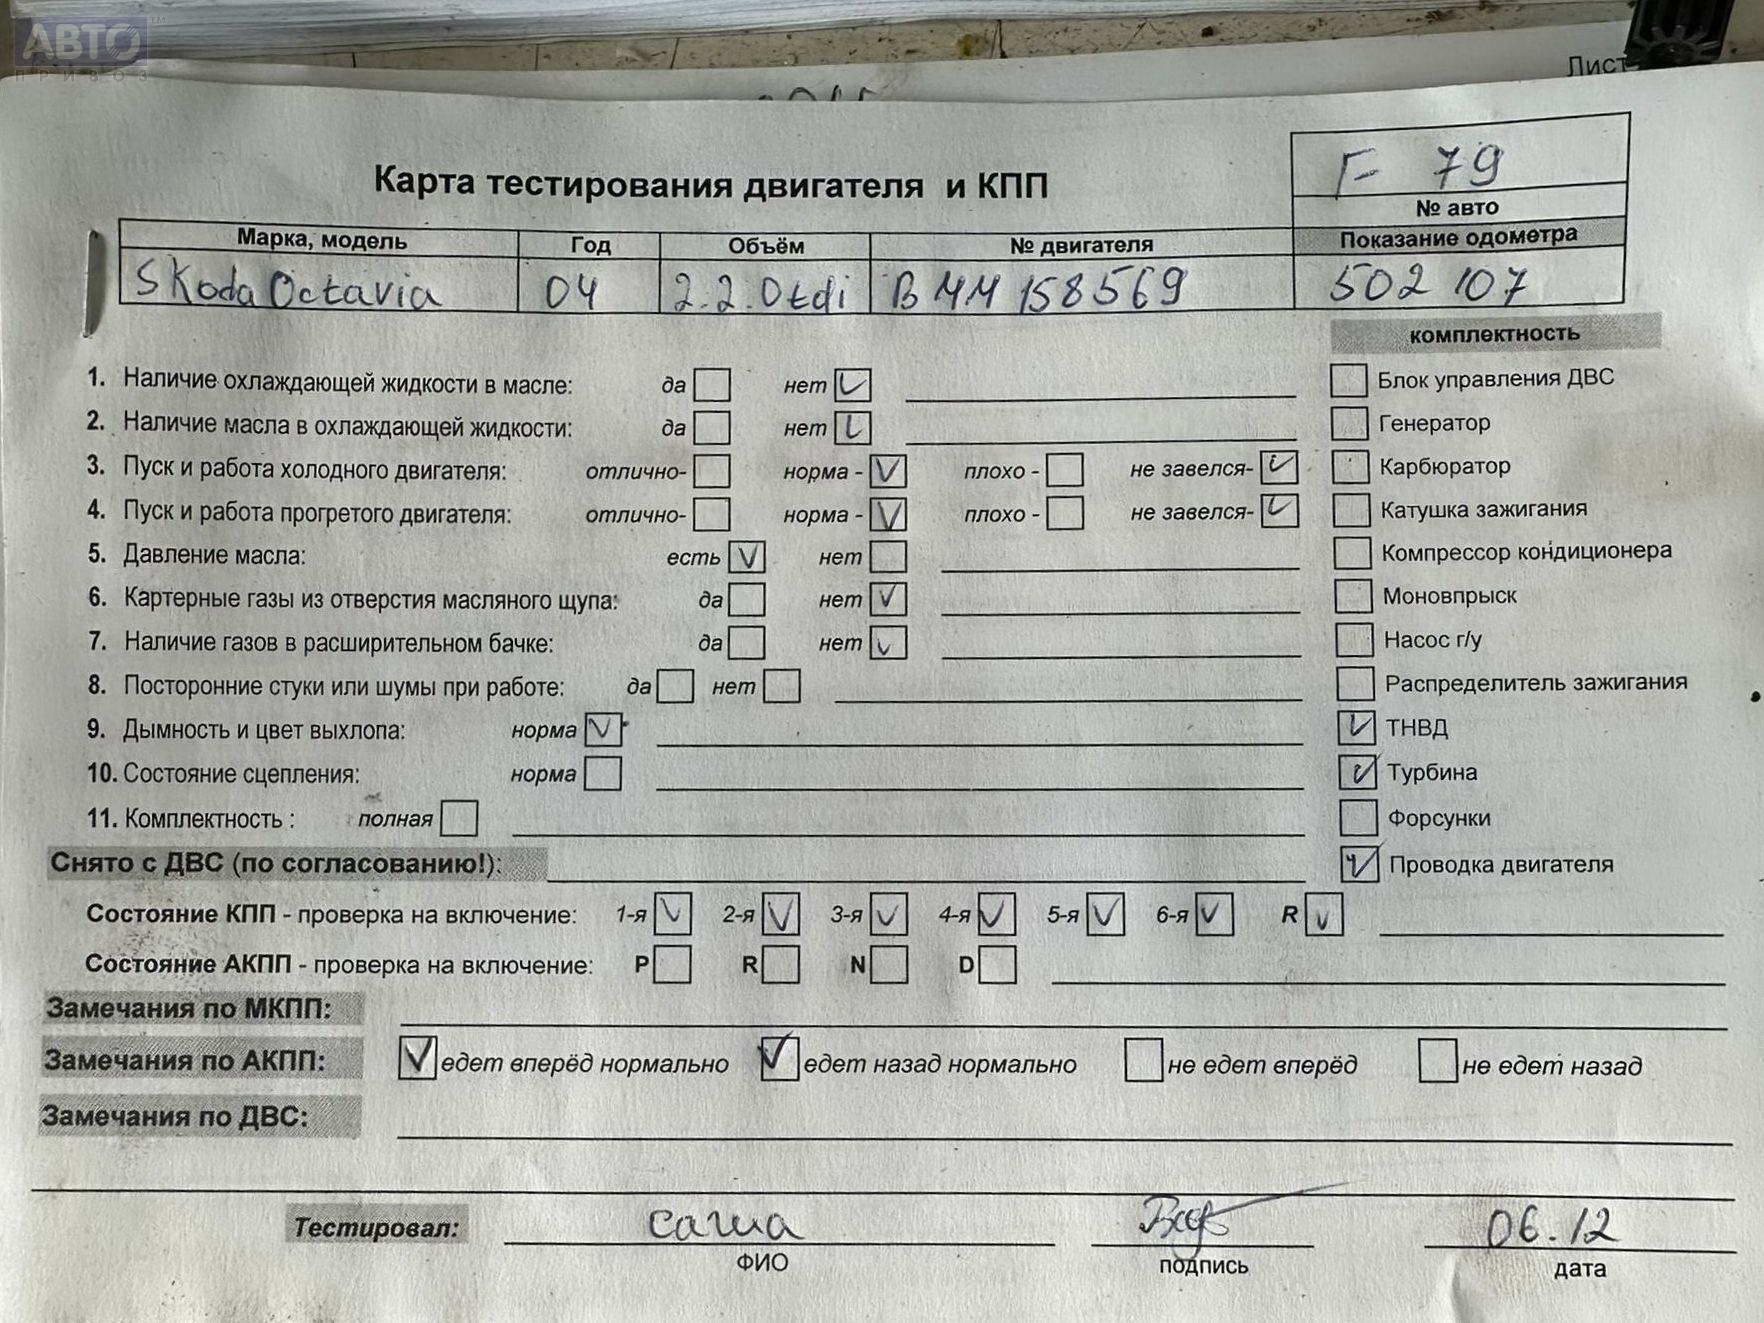 АВТО™
ПРИВОЗ
Лист
Карта тестирования двигателя и КПП
F- 79
№ авто
Марка, модель Год Объём № двигателя Показание одометра
Skoda Octavia 04 2.2.0tdi BMM 158569 502 107
комплектность
1. Наличие охлаждающей жидкости в масле: да нет Блок управления ДВС
2. Наличие масла в охлаждающей жидкости: да нет Генератор
3. Пуск и работа холодного двигателя: отлично- норма - плохо - не завелся- Карбюратор
4. Пуск и работа прогретого двигателя: отлично- норма - плохо - не завелся- Катушка зажигания
5. Давление масла: есть нет Компрессор кондиционера
6. Картерные газы из отверстия масляного щупа: да нет Моновпрыск
7. Наличие газов в расширительном бачке: да нет Насос г/у
8. Посторонние стуки или шумы при работе: да нет Распределитель зажигания
9. Дымность и цвет выхлопа: норма ТНВД
10. Состояние сцепления: норма Турбина
11. Комплектность : полная Форсунки
Снято с ДВС (по согласованию!): Проводка двигателя
Состояние КПП - проверка на включение: 1-я 2-я 3-я 4-я 5-я 6-я R
Состояние АКПП - проверка на включение: P R N D
Замечания по МКПП:
Замечания по АКПП: едет вперёд нормально едет назад нормально не едет вперёд не едет назад
Замечания по ДВС:
Тестировал: саша 06.12
ФИО подпись дата